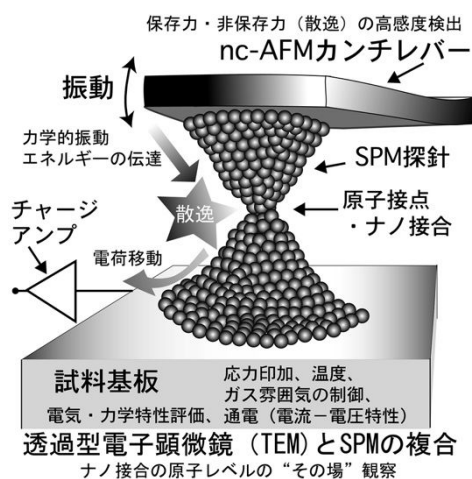 保存力・非保存力（散逸）の高感度検出
nc-AFMカンチレバー
振動
力学的振動
エネルギーの伝達
SPM探針
散逸
原子接点
・ナノ接合
チャージ
アンプ
電荷移動
試料基板
応力印加、温度、
ガス雰囲気の制御、
電気・力学特性評価、通電（電流－電圧特性）
透過型電子顕微鏡（TEM）とSPMの複合
ナノ接合の原子レベルの“その場”観察